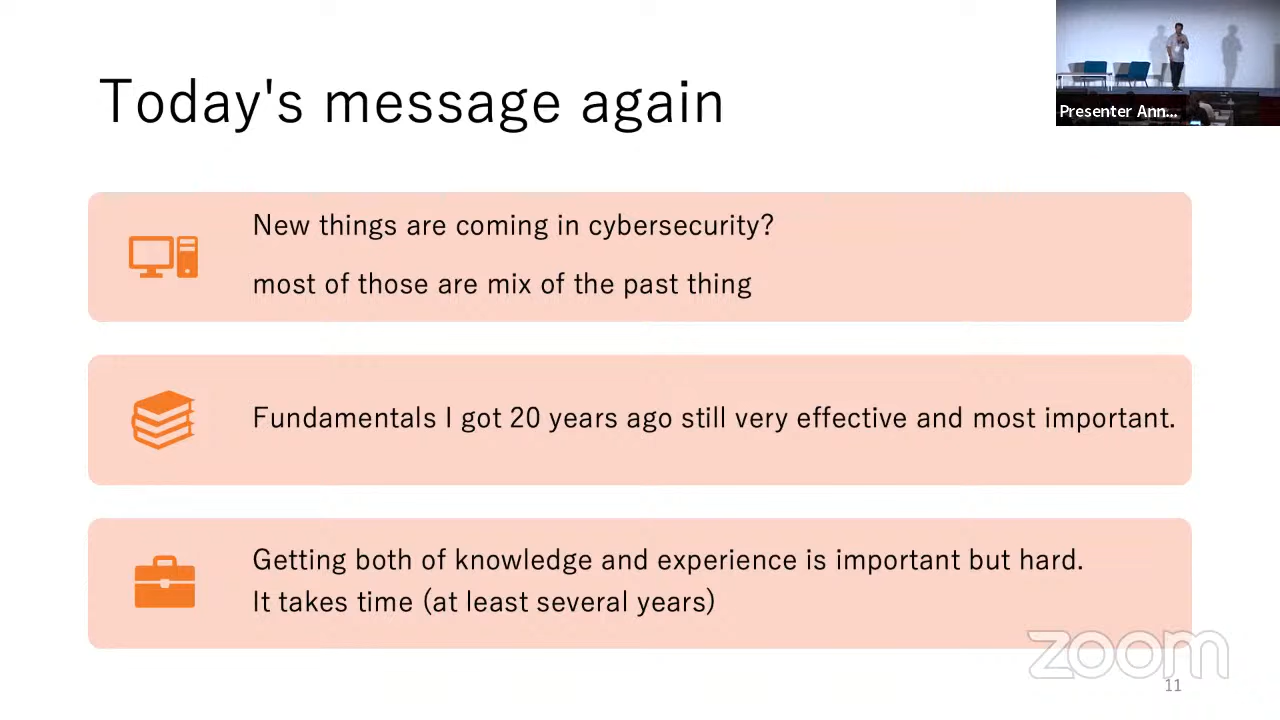 Today's message again
Presenter Ann...
New things are coming in cybersecurity?
most of those are mix of the past thing
Fundamentals I got 20 years ago still very effective and most important.
Getting both of knowledge and experience is important but hard.
It takes time (at least several years)
zoom
11